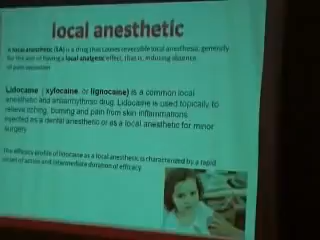 local anesthetic
A local anesthetic (LA) is a drug that causes reversible local anesthesia, generally
for the aim of having a local analgesic effect, that is, inducing absence
of pain sensation
Lidocaine ( xylocaine, or lignocaine) is a common local
anesthetic and antiarrhythmic drug. Lidocaine is used topically to
relieve itching, burning and pain from skin inflammations,
injected as a dental anesthetic or as a local anesthetic for minor
surgery.
The efficacy profile of lidocaine as a local anesthetic is characterized by a rapid
onset of action and intermediate duration of efficacy.